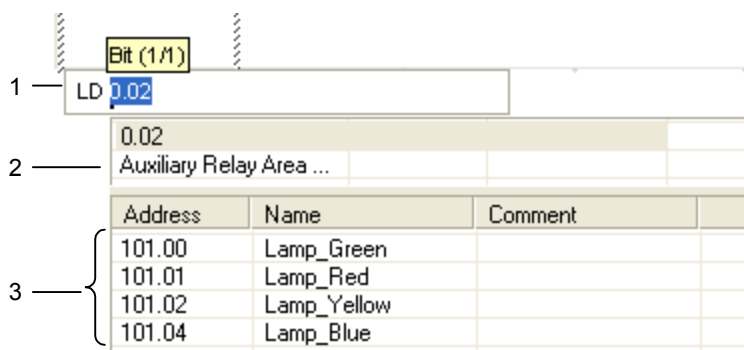 Bit (1/1)
1 LD 0.02
0.02
2 Auxiliary Relay Area ...
Address Name Comment
101.00 Lamp_Green
101.01 Lamp_Red
3
101.02 Lamp_Yellow
101.04 Lamp_Blue